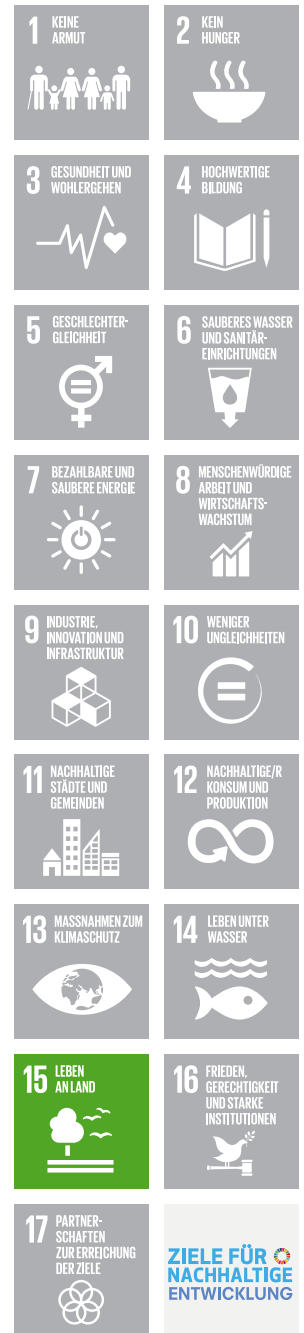 1 KEINE
ARMUT
2 KEIN
HUNGER
3 GESUNDHEIT UND
WOHLERGEHEN
4 HOCHWERTIGE
BILDUNG
5 GESCHLECHTER-
GLEICHHEIT
6 SAUBERES WASSER
UND SANITÄR-
EINRICHTUNGEN
7 BEZAHLBARE UND
SAUBERE ENERGIE
8 MENSCHENWÜRDIGE
ARBEIT UND
WIRTSCHAFTS-
WACHSTUM
9 INDUSTRIE,
INNOVATION UND
INFRASTRUKTUR
10 WENIGER
UNGLEICHHEITEN
11 NACHHALTIGE
STÄDTE UND
GEMEINDEN
12 NACHHALTIGE/R
KONSUM UND
PRODUKTION
13 MASSNAHMEN ZUM
KLIMASCHUTZ
14 LEBEN UNTER
WASSER
15 LEBEN
AN LAND
16 FRIEDEN,
GERECHTIGKEIT
UND STARKE
INSTITUTIONEN
17 PARTNER-
SCHAFTEN
ZUR ERREICHUNG
DER ZIELE
ZIELE FÜR
NACHHALTIGE
ENTWICKLUNG